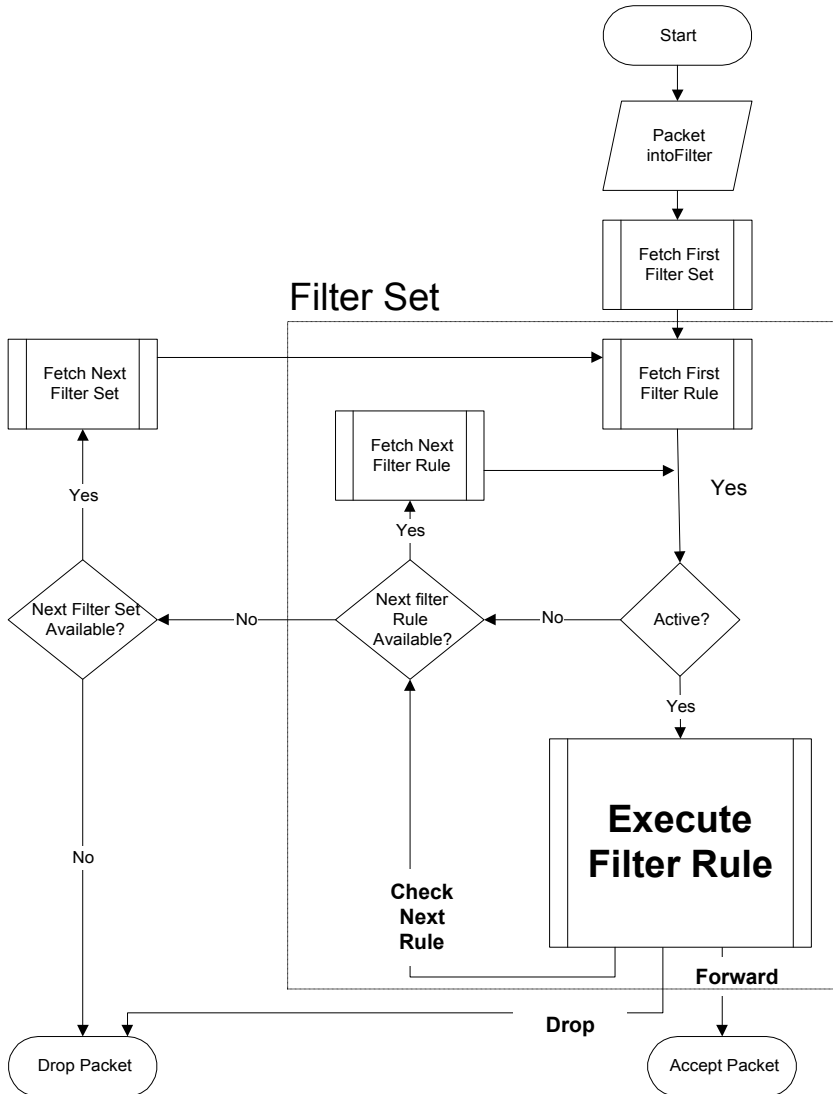 Start
Packet
intoFilter
Fetch First
Filter Set
Filter Set
Fetch Next
Filter Set
Fetch First
Filter Rule
Fetch Next
Filter Rule
Yes
Yes
Yes
Next Filter Set
Available?
No
Next filter
Rule
Available?
No
Active?
Yes
Execute
Filter Rule
No
Check
Next
Rule
Forward
Drop
Drop Packet
Accept Packet